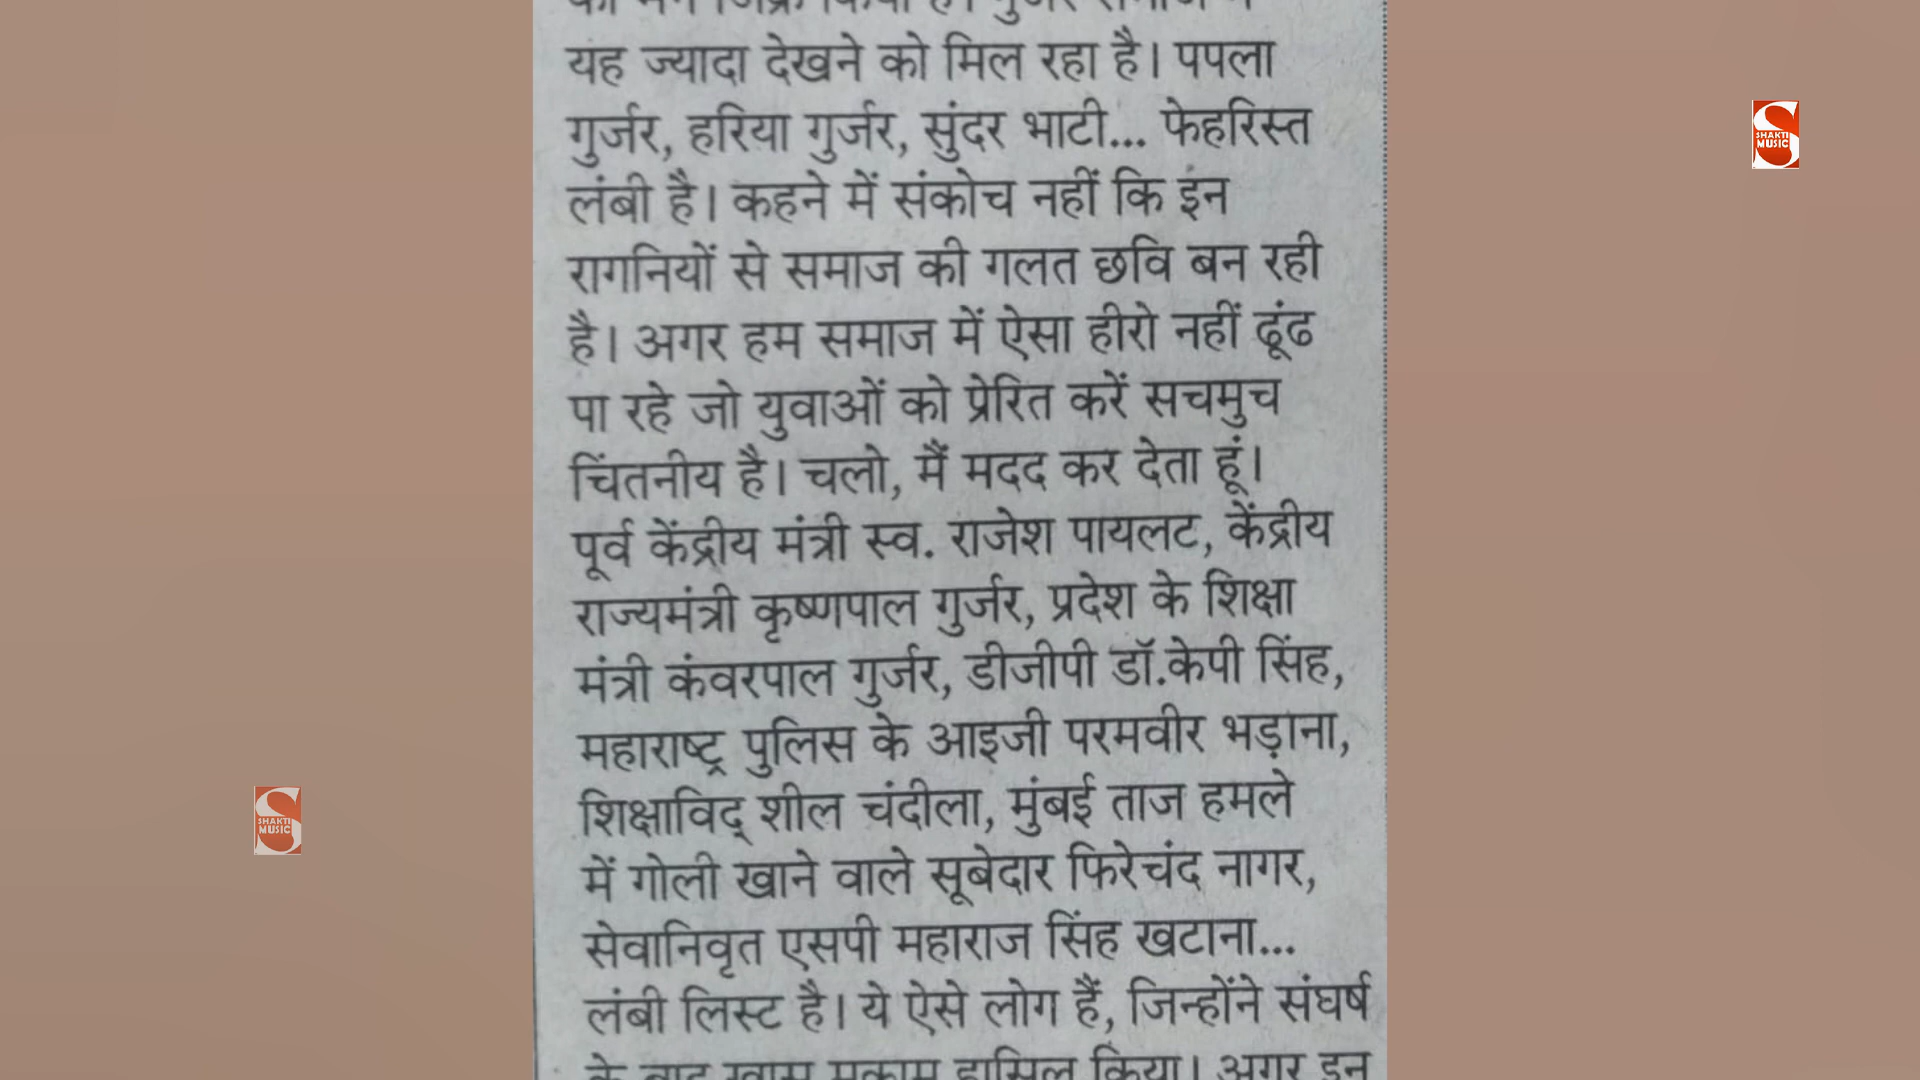 यह ज्यादा देखने को मिल रहा है। पपला
गुर्जर, हरिया गुर्जर, सुंदर भाटी... फेहरिस्त
लंबी है। कहने में संकोच नहीं कि इन
रागनियों से समाज की गलत छवि बन रही
है। अगर हम समाज में ऐसा हीरो नहीं ढूंढ
पा रहे जो युवाओं को प्रेरित करें सचमुच
चिंतनीय है। चलो, मैं मदद कर देता हूं।
पूर्व केंद्रीय मंत्री स्व. राजेश पायलट, केंद्रीय
राज्यमंत्री कृष्णपाल गुर्जर, प्रदेश के शिक्षा
मंत्री कंवरपाल गुर्जर, डीजीपी डॉ.केपी सिंह,
महाराष्ट्र पुलिस के आइजी परमवीर भड़ाना,
शिक्षाविद् शील चंदीला, मुंबई ताज हमले
में गोली खाने वाले सूबेदार फिरेचंद नागर,
सेवानिवृत एसपी महाराज सिंह खटाना...
लंबी लिस्ट है। ये ऐसे लोग हैं, जिन्होंने संघर्ष
के बाद खास मुकाम हासिल किया। अगर इन
SHAKTI
MUSIC
SHAKTI
MUSIC